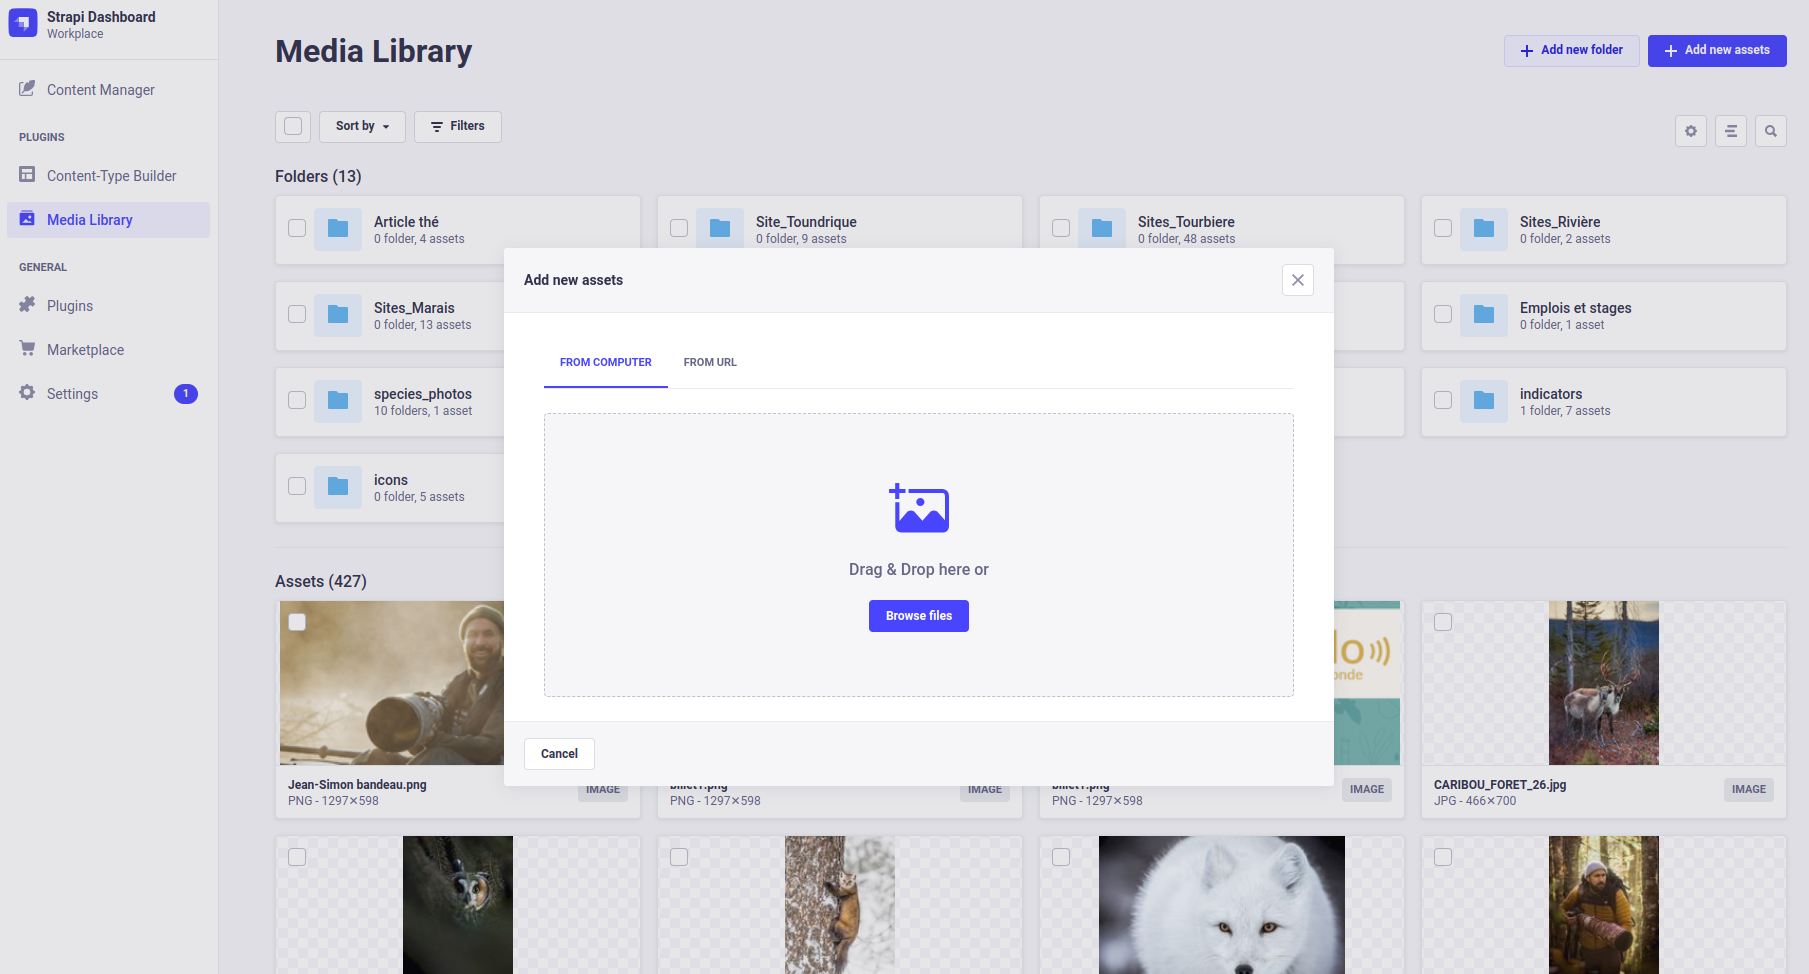 Strapi Dashboard
Workplace
Content Manager
PLUGINS
Content-Type Builder
Media Library
GENERAL
Plugins
Marketplace
Settings
1
Media Library
Add new folder
Add new assets
Sort by
Filters
Folders (13)
Article thé
0 folder, 4 assets
Site_Toundrique
0 folder, 9 assets
Sites_Tourbiere
0 folder, 48 assets
Sites_Rivière
0 folder, 2 assets
Sites_Marais
0 folder, 13 assets
Emplois et stages
0 folder, 1 asset
species_photos
10 folders, 1 asset
indicators
1 folder, 7 assets
icons
0 folder, 5 assets
Add new assets
FROM COMPUTER
FROM URL
Drag & Drop here or
Browse files
Cancel
Assets (427)
lo
onde
Jean-Simon bandeau.png
PNG - 1297✕598
IMAGE
PNG - 1297✕598
IMAGE
PNG - 1297✕598
IMAGE
CARIBOU_FORET_26.jpg
JPG - 466✕700
IMAGE